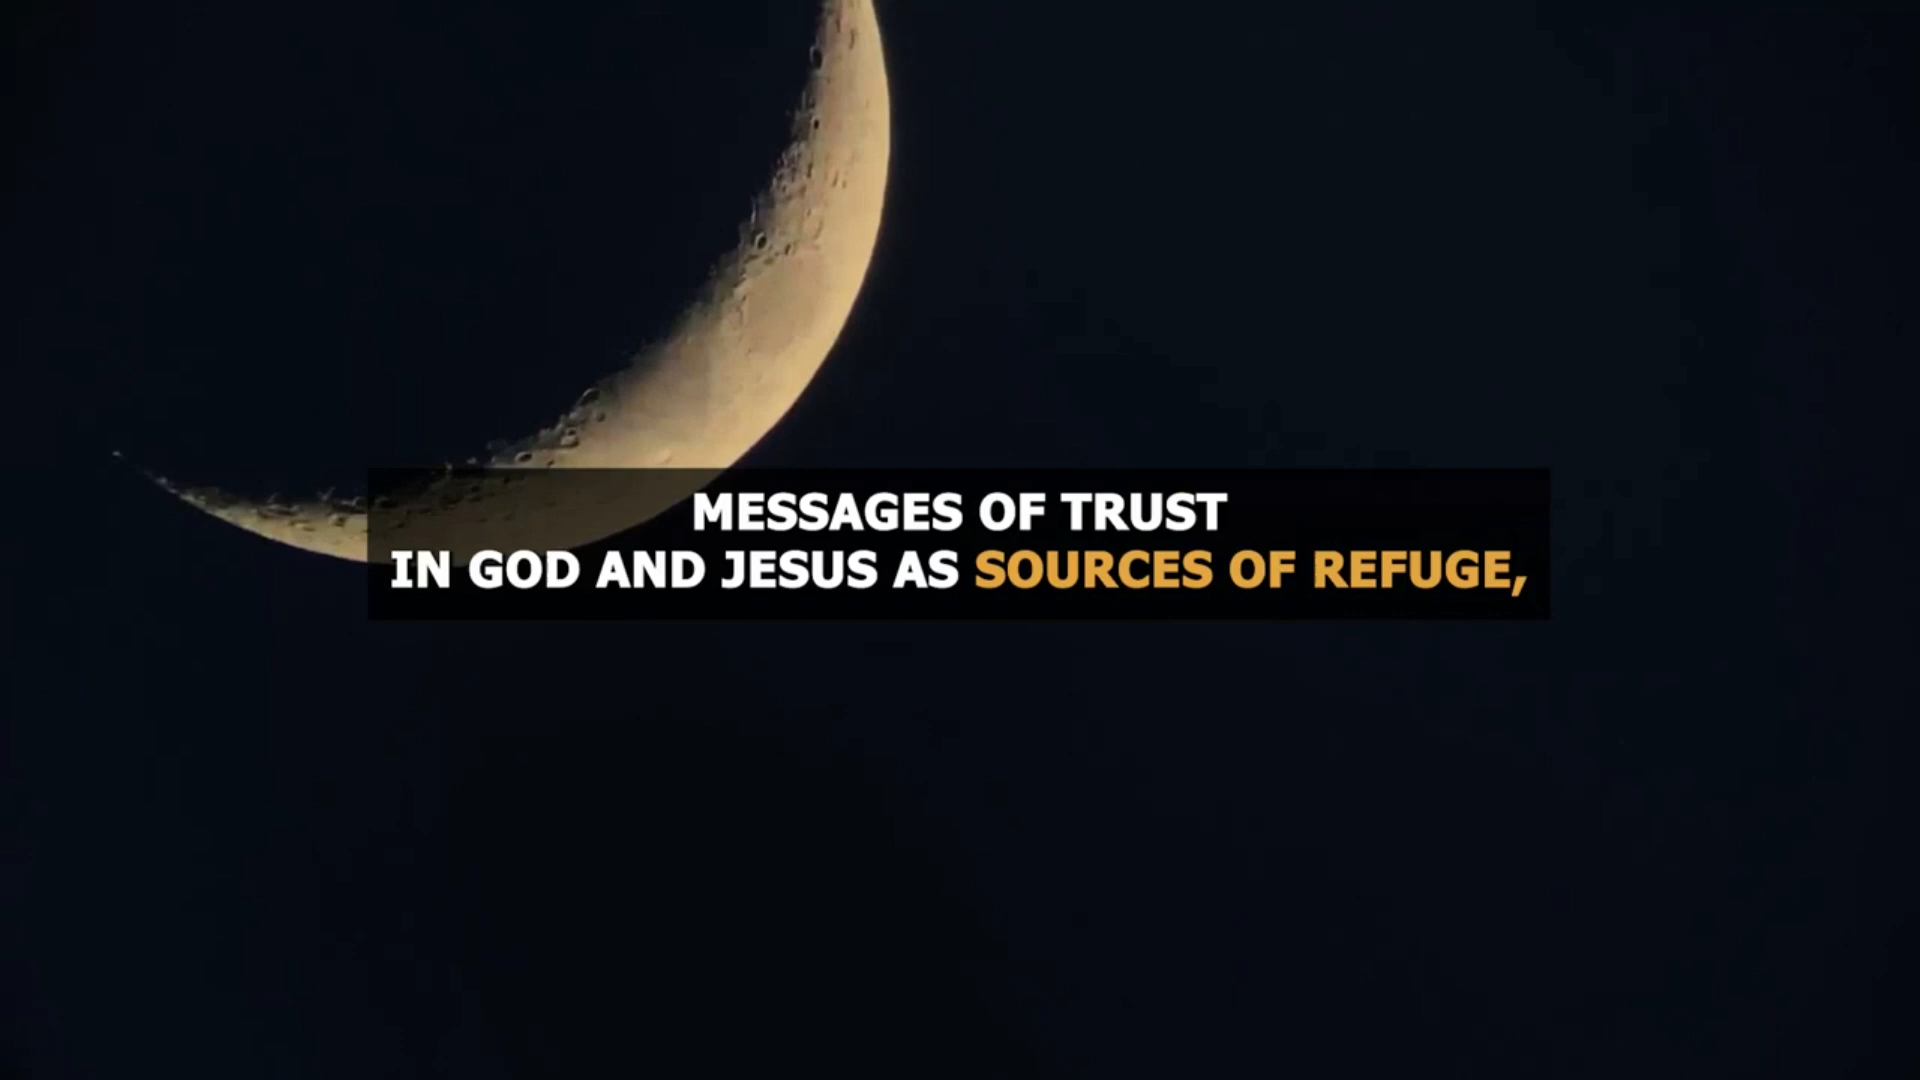 MESSAGES OF TRUST
IN GOD AND JESUS AS SOURCES OF REFUGE,